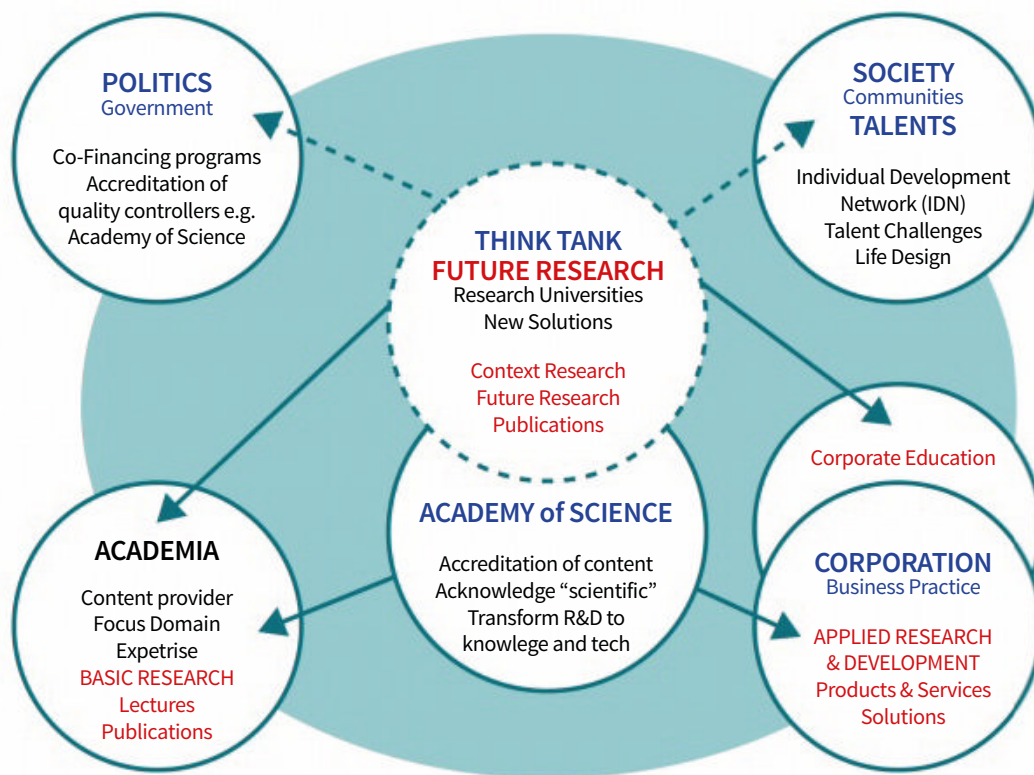 POLITICS
Government
Co-Financing programs
Accreditation of
quality controllers e.g.
Academy of Science
SOCIETY
Communities
TALENTS
Individual Development
Network (IDN)
Talent Challenges
Life Design
THINK TANK
FUTURE RESEARCH
Research Universities
New Solutions
Context Research
Future Research
Publications
Corporate Education
ACADEMY of SCIENCE
Accreditation of content
Acknowledge “scientific”
Transform R&D to
knowlege and tech
ACADEMIA
Content provider
Focus Domain
Expetrise
BASIC RESEARCH
Lectures
Publications
CORPORATION
Business Practice
APPLIED RESEARCH
& DEVELOPMENT
Products & Services
Solutions